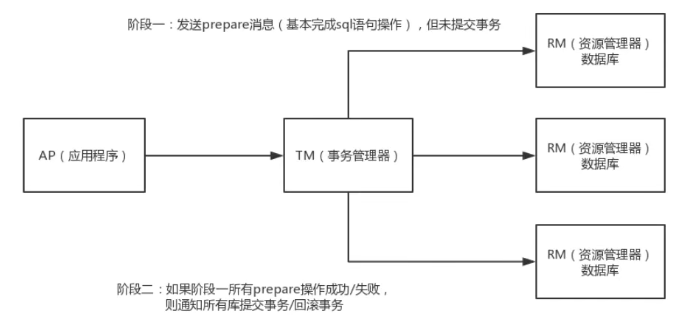 阶段一：发送prepare消息（基本完成sql语句操作），但未提交事务
RM（资源管理器）
数据库
AP（应用程序）
TM（事务管理器）
RM（资源管理器）
数据库
RM（资源管理器）
数据库
阶段二：如果阶段一所有prepare操作成功/失败，
则通知所有库提交事务/回滚事务